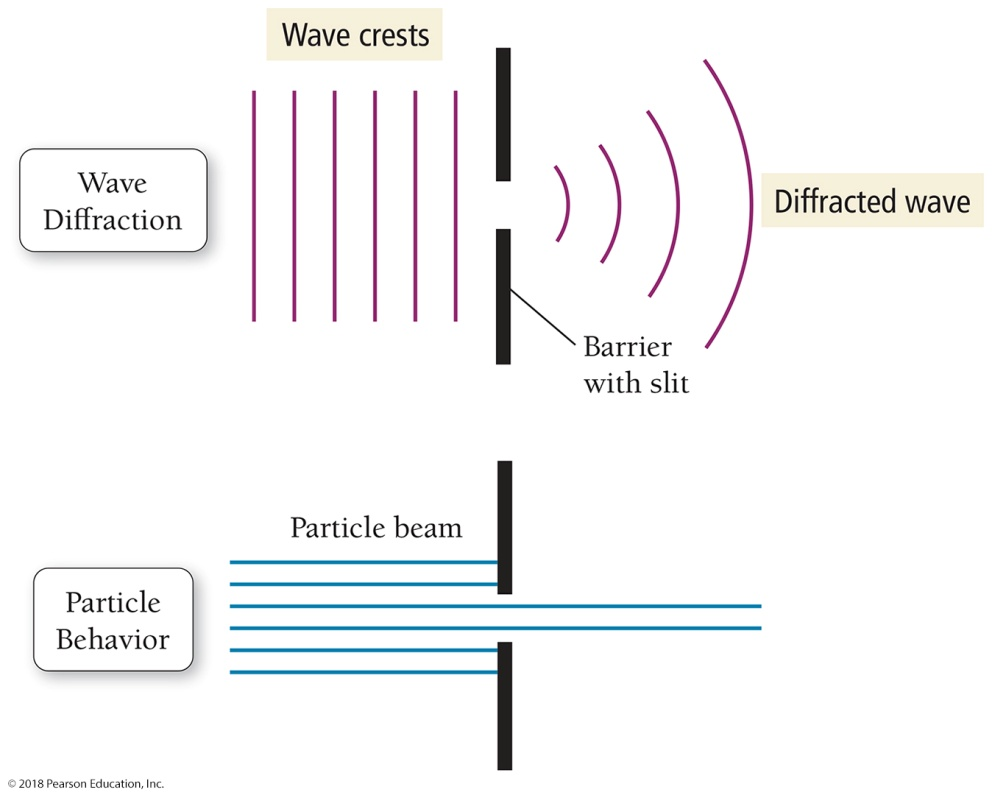 Wave crests
Wave
Diffraction
Diffracted wave
Barrier
with slit
Particle beam
Particle
Behavior
© 2018 Pearson Education, Inc.